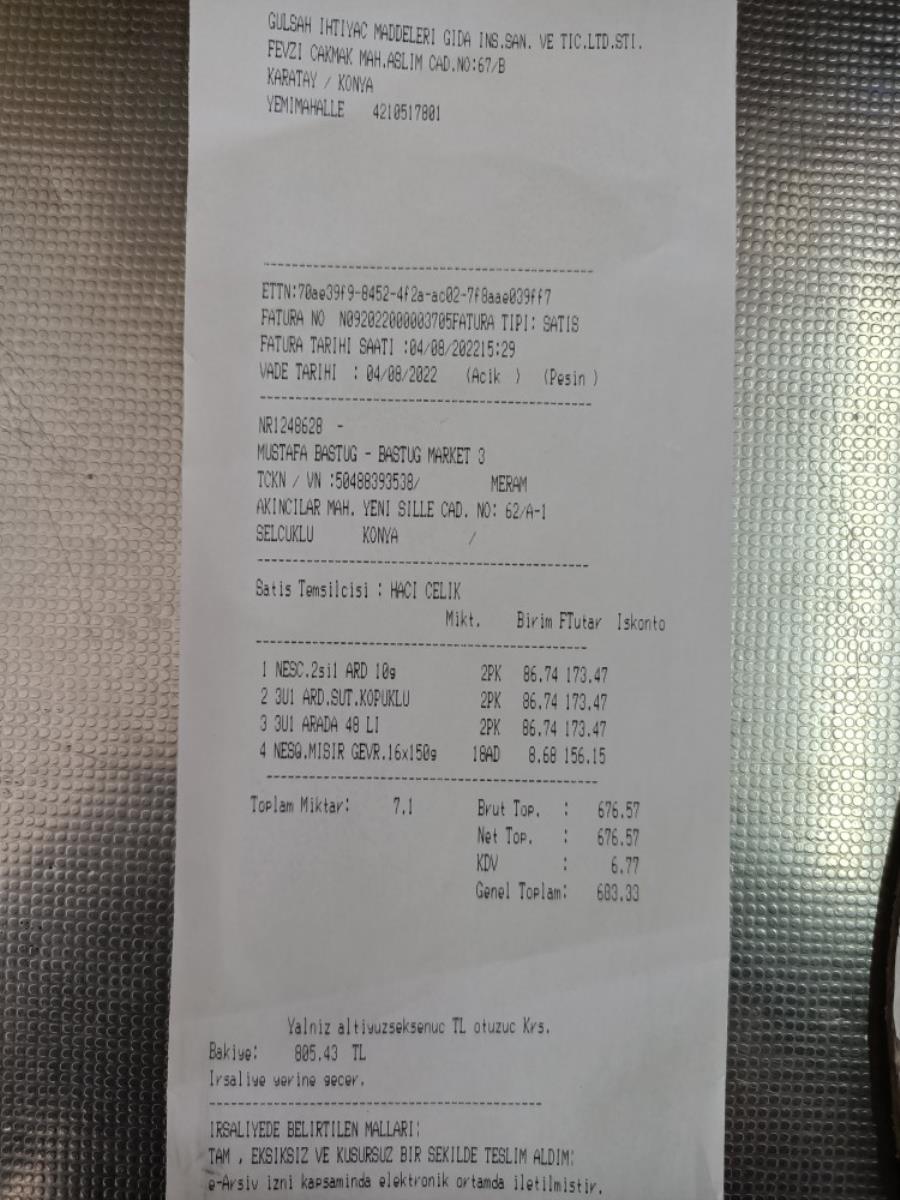 GULSAH IHTIYAC MADDELERI GIDA INS.SAN. VE TIC.LTD.STI.
FEVZI CAKMAK MAH.ASLIM CAD.NO:67/B
KARATAY / KONYA
YEMIMAHALLE 4210517801
ETTN:70ae39f9-8452-4f2a-ac02-7f8aae039ff7
FATURA NO N092022000003705FATURA TIPI: SATIS
FATURA TARIHI SAATI :04/08/202215:29
VADE TARIHI : 04/08/2022 (Acik ) (Pesin )
NR1248628 -
MUSTAFA BASTUG - BASTUG MARKET 3
TCKN / VN :50488393538/ MERAM
AKINCILAR MAH. YENI SILLE CAD. NO: 62/A-1
SELCUKLU KONYA /
Satis Temsilcisi : HACI CELIK
Mikt. Birim FTutar Iskonto
1 NESC.2si1 ARD 10g 2PK 86.74 173.47
2 3U1 ARD.SUT.KOPUKLU 2PK 86.74 173.47
3 3U1 ARADA 48 LI 2PK 86.74 173.47
4 NESQ.MISIR GEVR.16x150g 18AD 8.68 156.15
Toplam Miktar: 7.1 Brut Top. : 676.57
Net Top. : 676.57
KDV : 6.77
Genel Toplam: 683.33
Yalniz altiyuzseksenuc TL otuzuc Krs.
Bakiye: 805.43 TL
Irsaliye yerine gecer.
IRSALIYEDE BELIRTILEN MALLARI;
TAM , EKSIKSIZ VE KUSURSUZ BIR SEKILDE TESLIM ALDIM:
e-Arsiv izni kapsaminda elektronik ortamda iletilmistir.